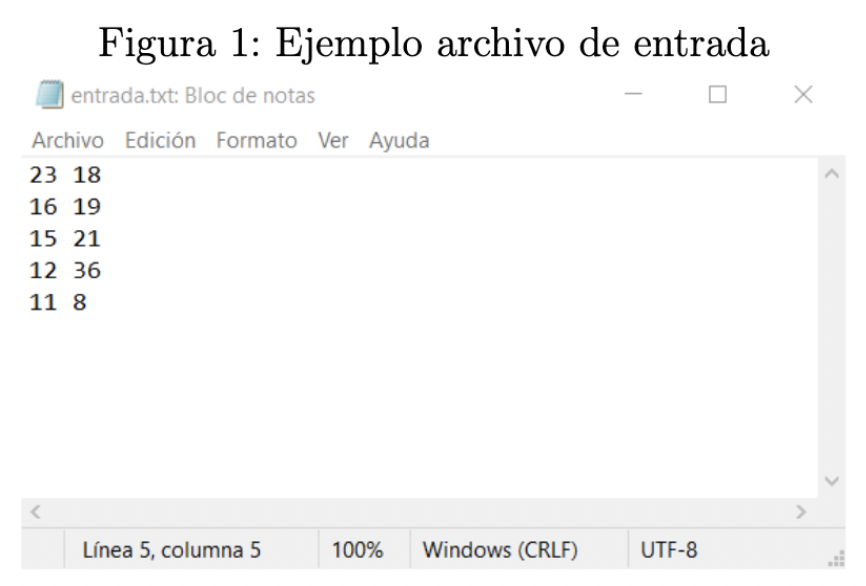 Figura 1: Ejemplo archivo de entrada
entrada.txt: Bloc de notas
Archivo Edición Formato Ver Ayuda
23 18
16 19
15 21
12 36
11 8
Línea 5, columna 5 100% Windows (CRLF) UTF-8